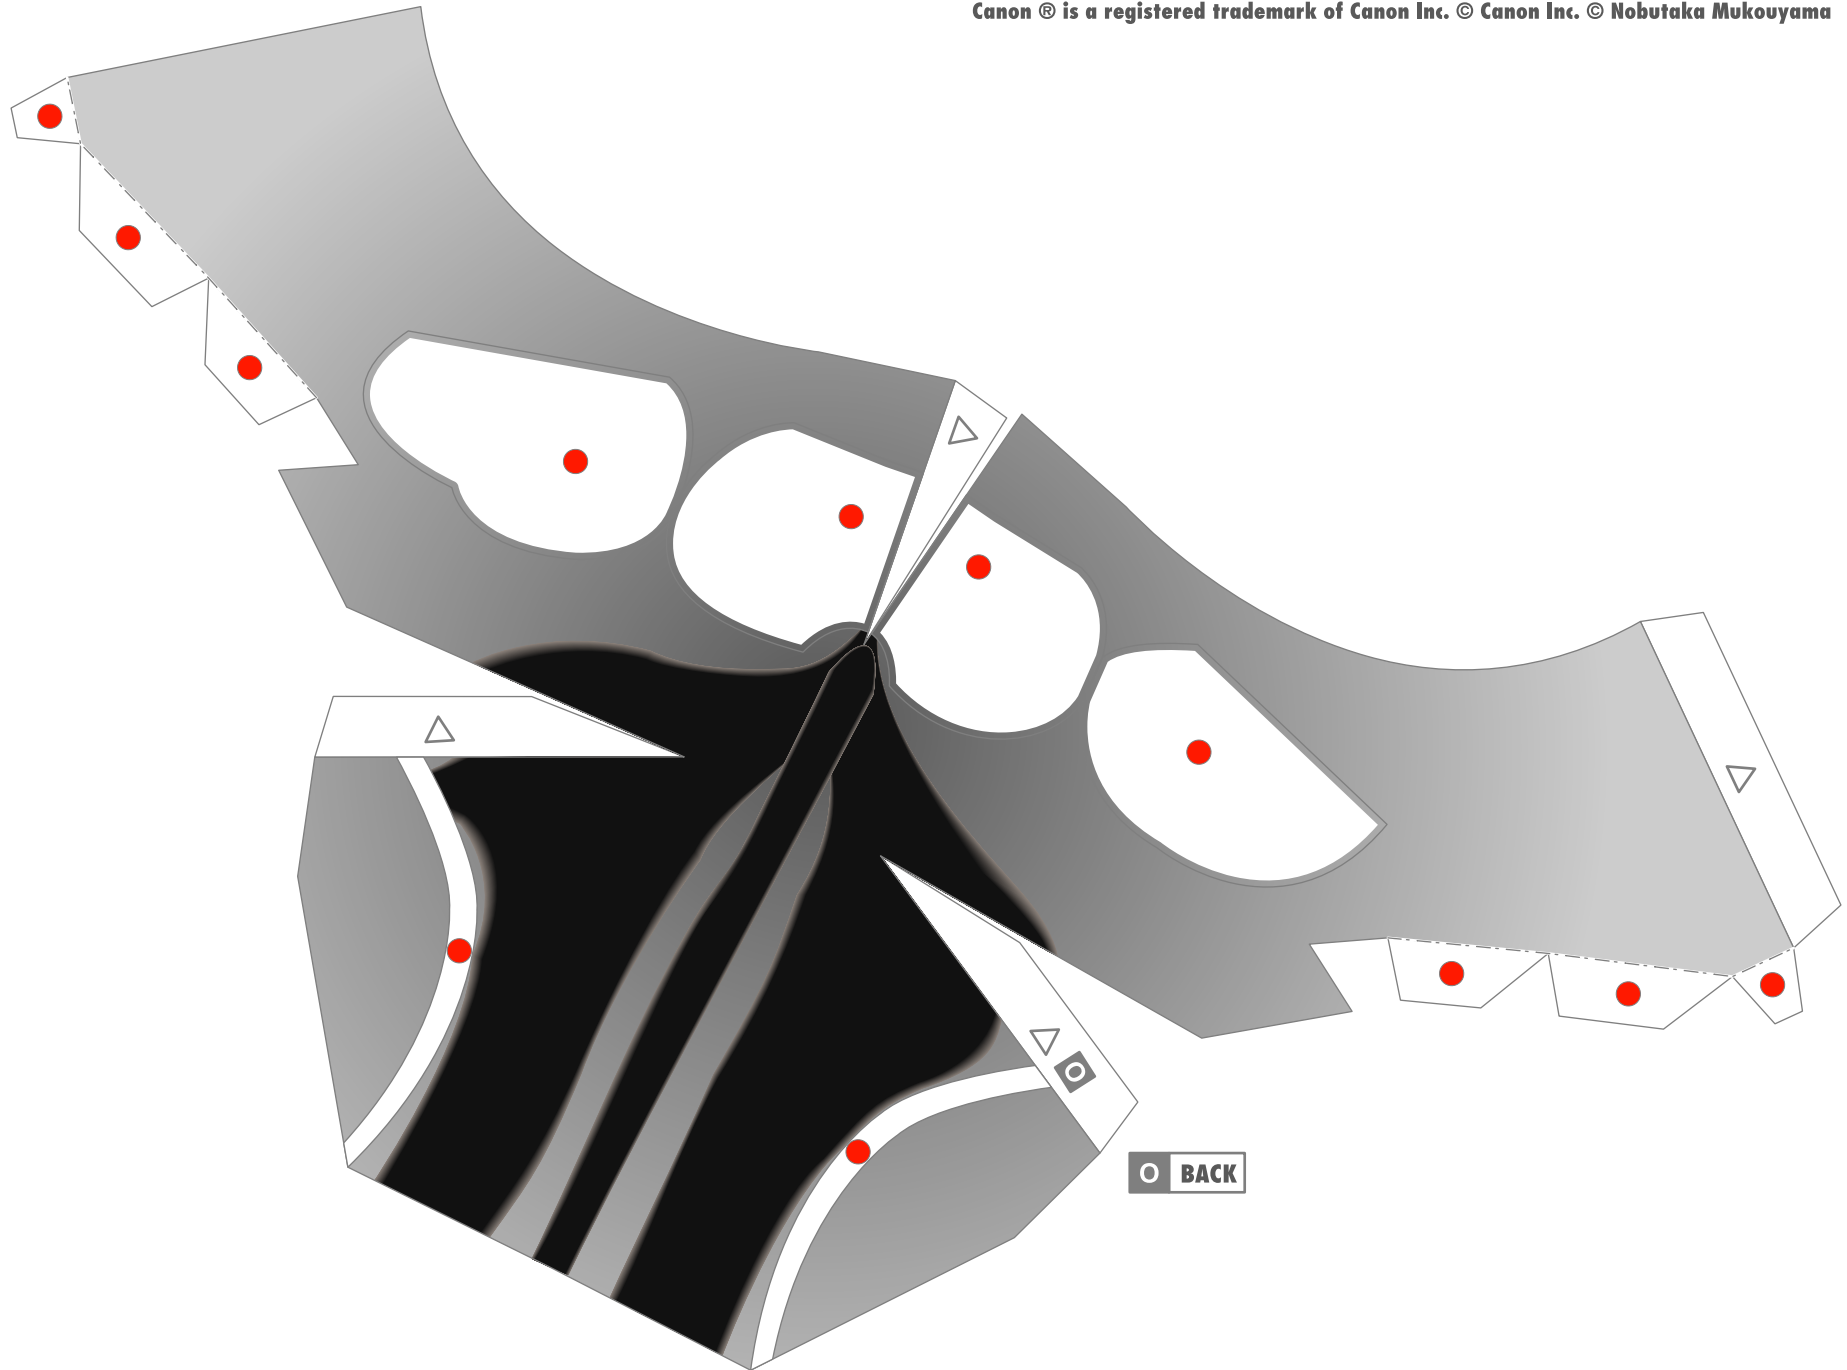 Canon ® is a registered trademark of Canon Inc. © Canon Inc. © Nobutaka Mukouyama
O
O BACK